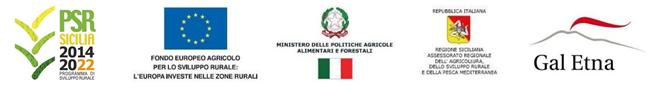 PSR
SICILIA
2014
2022
PROGRAMMA DI
SVILUPPO RURALE
FONDO EUROPEO AGRICOLO
PER LO SVILUPPO RURALE:
L'EUROPA INVESTE NELLE ZONE RURALI
MINISTERO DELLE POLITICHE AGRICOLE
ALIMENTARI E FORESTALI
REPUBBLICA ITALIANA
REGIONE SICILIANA
ASSESSORATO REGIONALE
DELL' AGRICOLTURA,
DELLO SVILUPPO RURALE
E DELLA PESCA MEDITERRANEA
Gal Etna